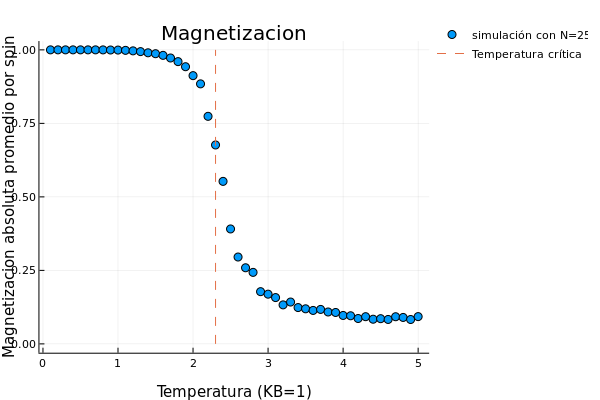 Magnetizacion
simulación con N=25
Temperatura crítica
Magnetizacion absoluta promedio por spin
1.00
0.75
0.50
0.25
0.00
0 1 2 3 4 5
Temperatura (KB=1)